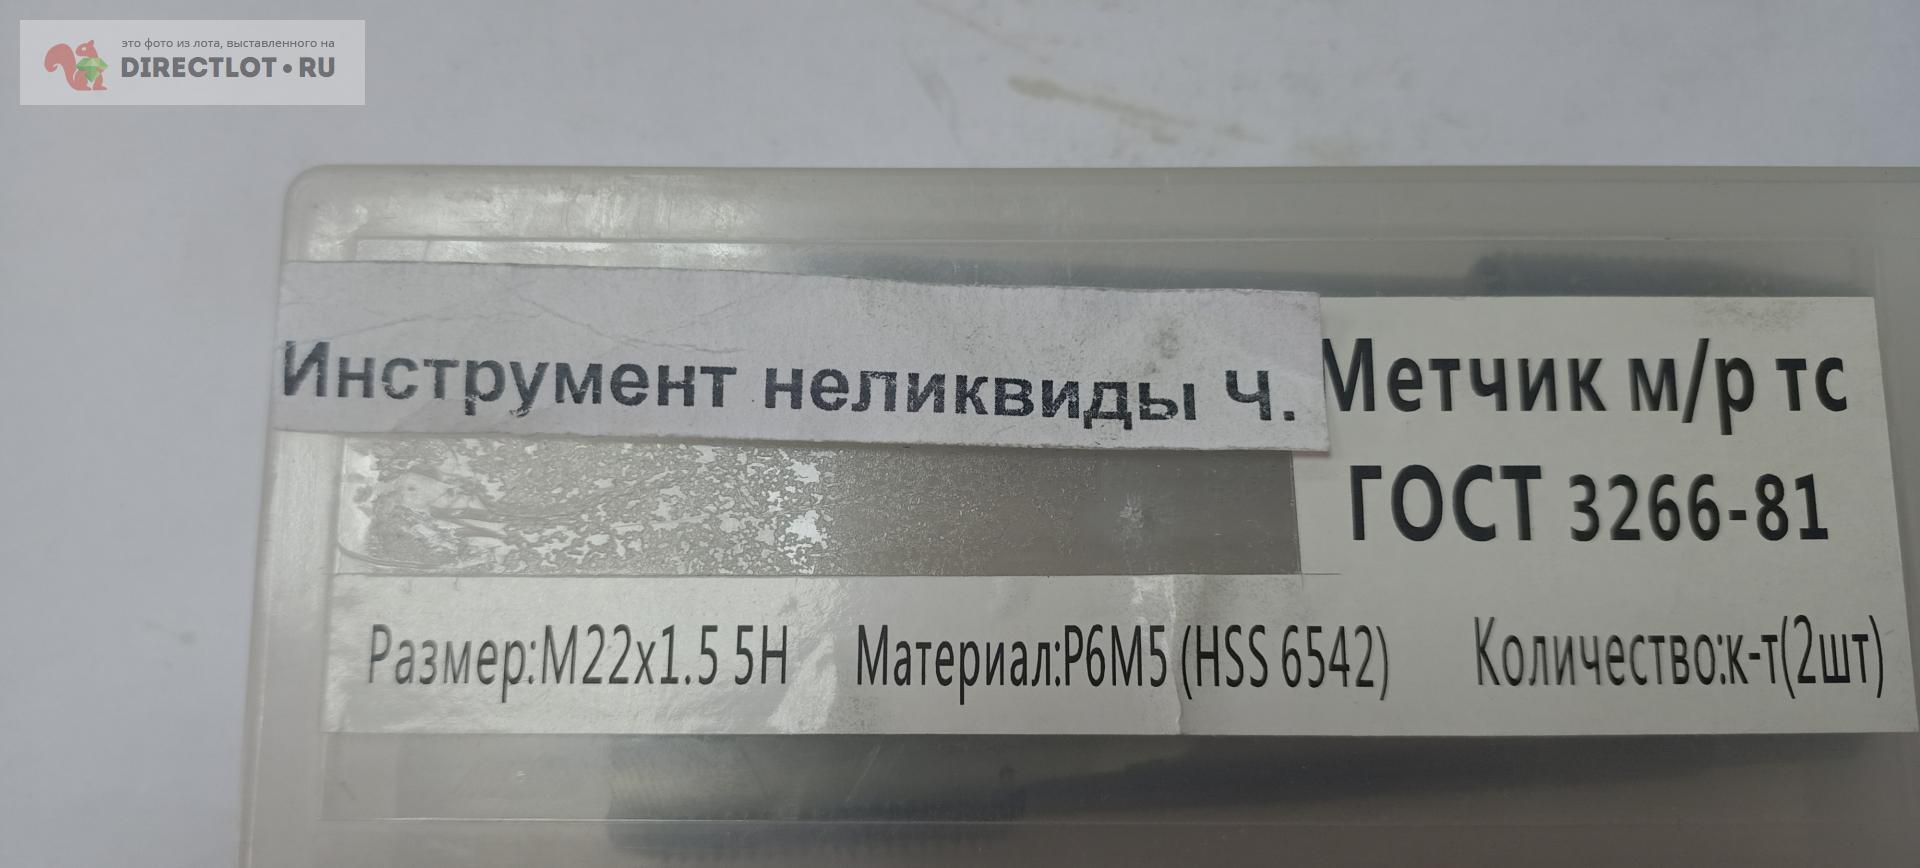 это фото из лота, выставленного на
DIRECTLOT•RU
Инструмент неликвиды Ч.
Метчик м/р тс
ГОСТ 3266-81
Размер:М22х1.5 5Н Материал:Р6М5 (HSS 6542) Количество:к-т(2шт)